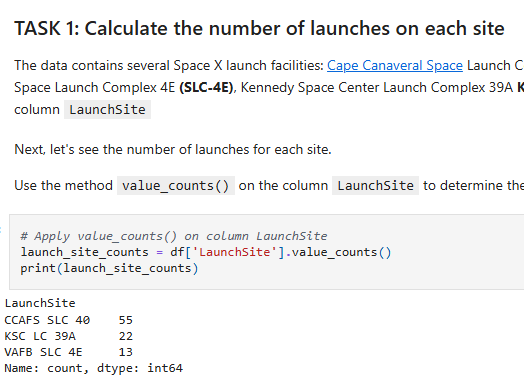 TASK 1: Calculate the number of launches on each site
The data contains several Space X launch facilities: Cape Canaveral Space Launch C
Space Launch Complex 4E (SLC-4E), Kennedy Space Center Launch Complex 39A K
column LaunchSite
Next, let's see the number of launches for each site.
Use the method value_counts() on the column LaunchSite to determine the
# Apply value_counts() on column LaunchSite
launch_site_counts = df['LaunchSite'].value_counts()
print(launch_site_counts)
LaunchSite
CCAFS SLC 40    55
KSC LC 39A      22
VAFB SLC 4E     13
Name: count, dtype: int64